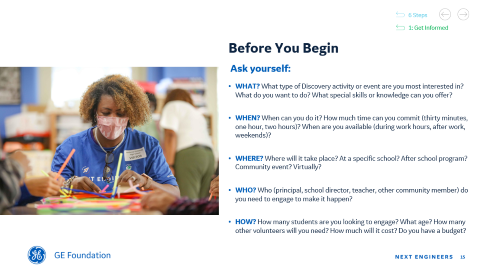 6 Steps
1: Get Informed
Before You Begin
Ask yourself:
• WHAT? What type of Discovery activity or event are you most interested in?
What do you want to do? What special skills or knowledge can you offer?
• WHEN? When can you do it? How much time can you commit (thirty minutes,
one hour, two hours)? When are you available (during work hours, after work,
weekends)?
• WHERE? Where will it take place? At a specific school? After school program?
Community event? Virtually?
• WHO? Who (principal, school director, teacher, other community member) do
you need to engage to make it happen?
• HOW? How many students are you looking to engage? What age? How many
other volunteers will you need? How much will it cost? Do you have a budget?
GE Foundation
NEXT ENGINEERS 15